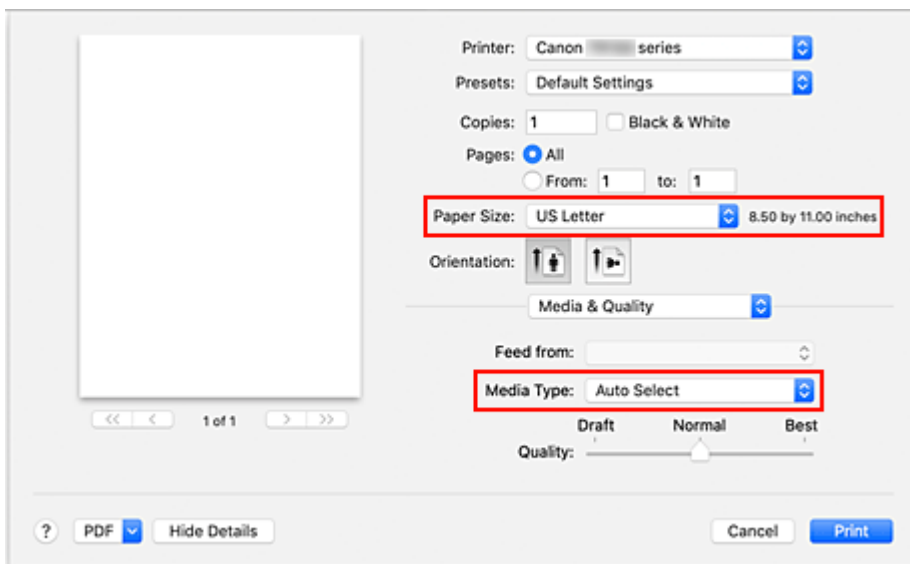 Printer: Canon series
Presets: Default Settings
Copies: 1 Black & White
Pages: All
From: 1 to: 1
Paper Size: US Letter 8.50 by 11.00 inches
Orientation:
Media & Quality
Feed from:
Media Type: Auto Select
Draft Normal Best
Quality:
<< < 1 of 1 > >>
? PDF Hide Details Cancel Print